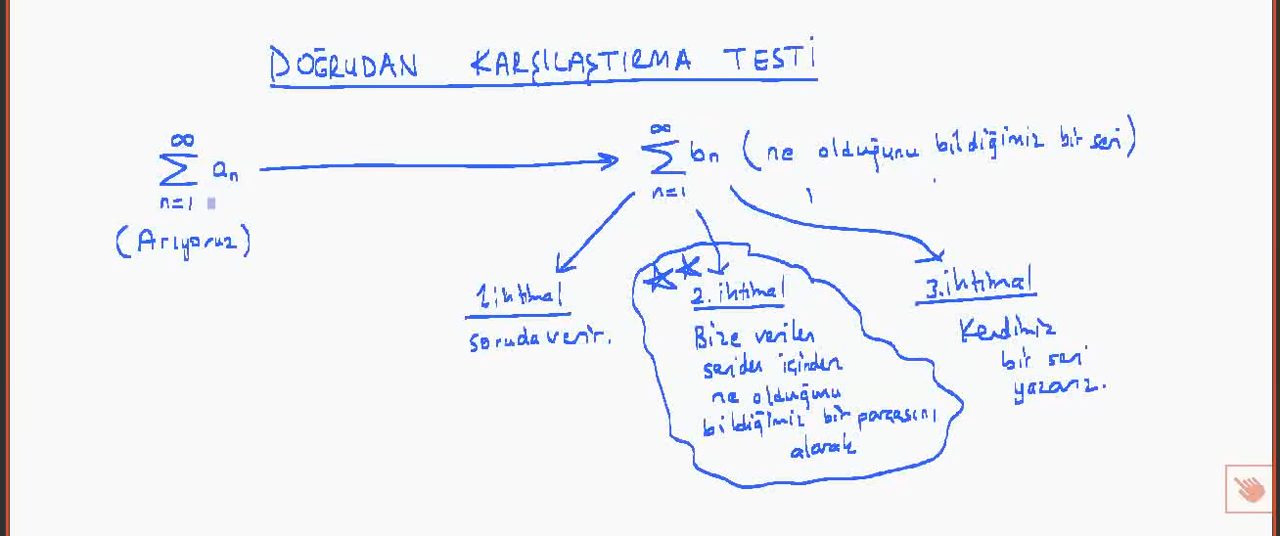 DOĞRUDAN KARŞILAŞTIRMA TESTİ
∞
∑ an
n=1
(Arıyoruz)
∞
∑ bn (ne olduğunu bildiğimiz bir seri)
n=1
1.ihtimal
soruda verir.
2. ihtimal
Bize verilen
seriden içinden
ne olduğunu
bildiğimiz bir parçasını
alarak
3.ihtimal
Kendimiz
bir seri
yazarız.